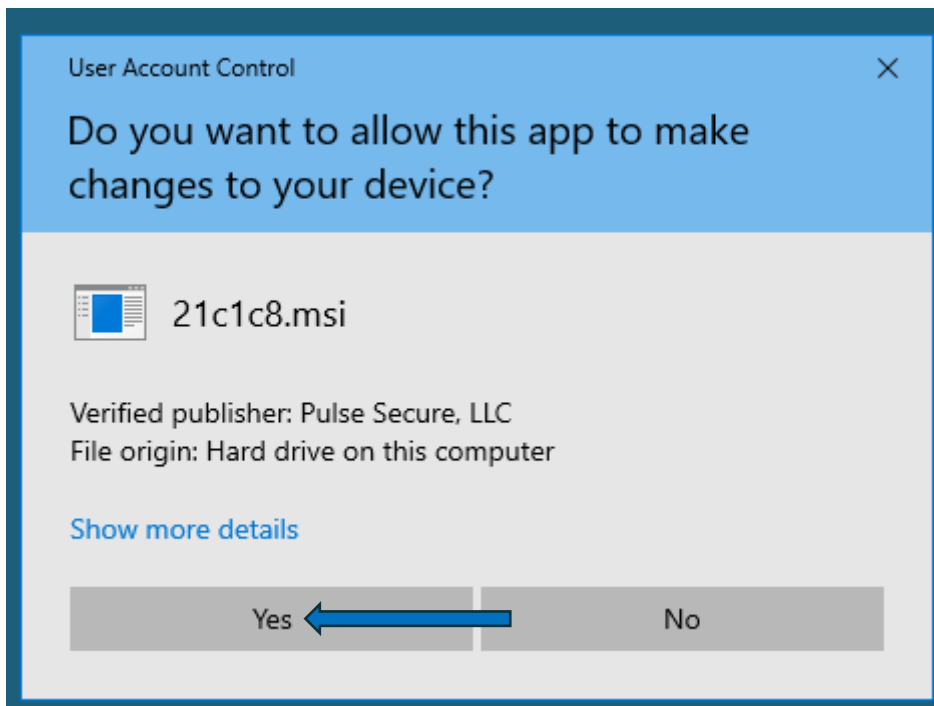 User Account Control
Do you want to allow this app to make
changes to your device?
21c1c8.msi
Verified publisher: Pulse Secure, LLC
File origin: Hard drive on this computer
Show more details
Yes
No